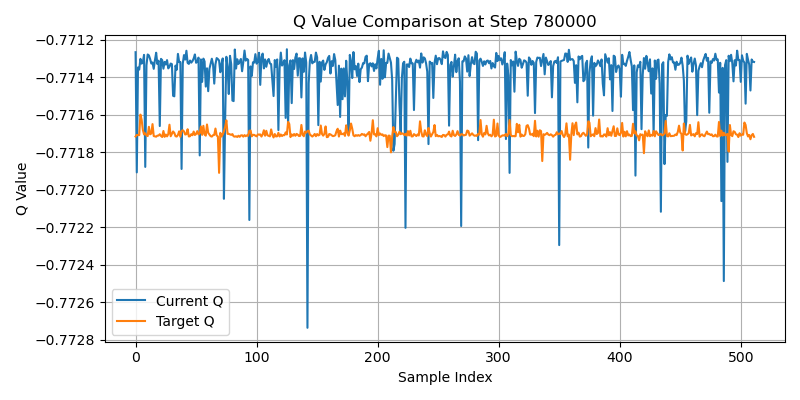 Q Value Comparison at Step 780000
−0.7712
−0.7714
−0.7716
−0.7718
−0.7720
−0.7722
−0.7724
−0.7726
−0.7728
Q Value
Current Q
Target Q
0 100 200 300 400 500
Sample Index